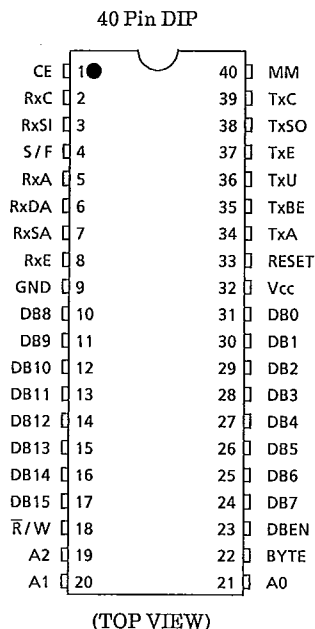 40 Pin DIP
CE 1 40 MM
RxC 2 39 TxC
RxSI 3 38 TxSO
S/F 4 37 TxE
RxA 5 36 TxU
RxDA 6 35 TxBE
RxSA 7 34 TxA
RxE 8 33 RESET
GND 9 32 Vcc
DB8 10 31 DB0
DB9 11 30 DB1
DB10 12 29 DB2
DB11 13 28 DB3
DB12 14 27 DB4
DB13 15 26 DB5
DB14 16 25 DB6
DB15 17 24 DB7
R̅/W 18 23 DBEN
A2 19 22 BYTE
A1 20 21 A0
(TOP VIEW)